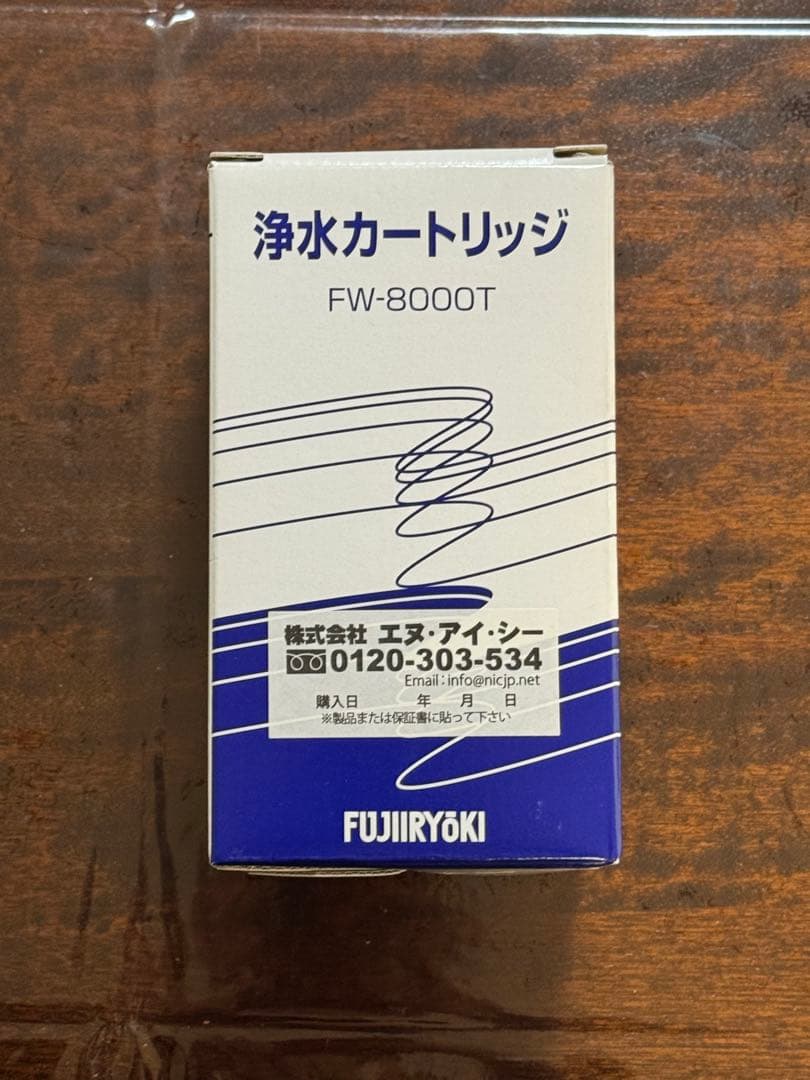 浄水カートリッジ
FW-8000T
株式会社 エヌ・アイ・シー
0120-303-534
Email：info@nicjp.net
購入日 年 月 日
※製品または保証書に貼って下さい
FUJIIRYōKI